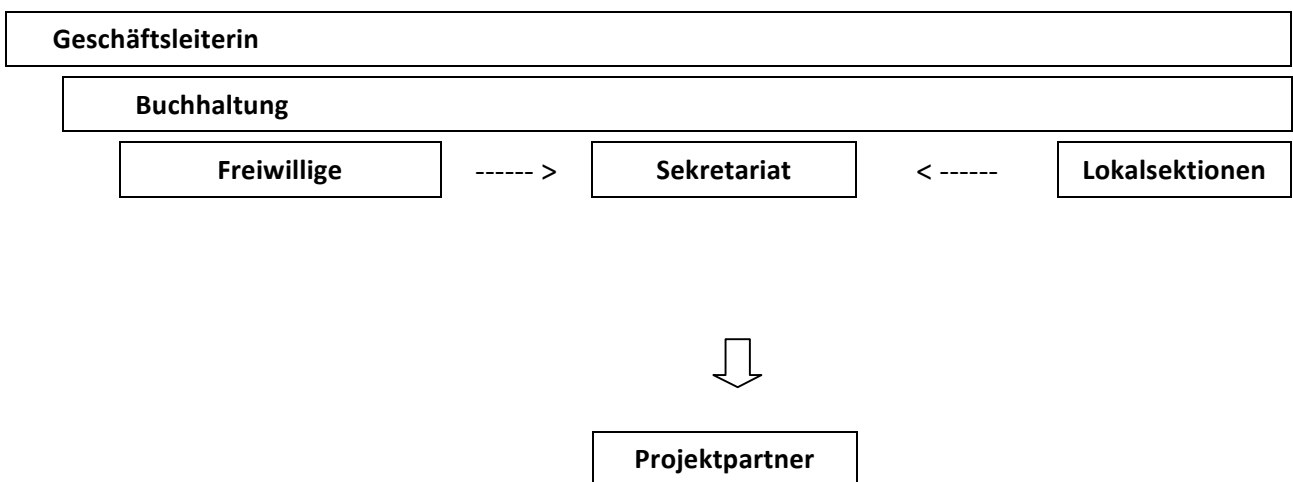 Geschäftsleiterin
Buchhaltung
Freiwillige ------ > Sekretariat < ------ Lokalsektionen
Projektpartner